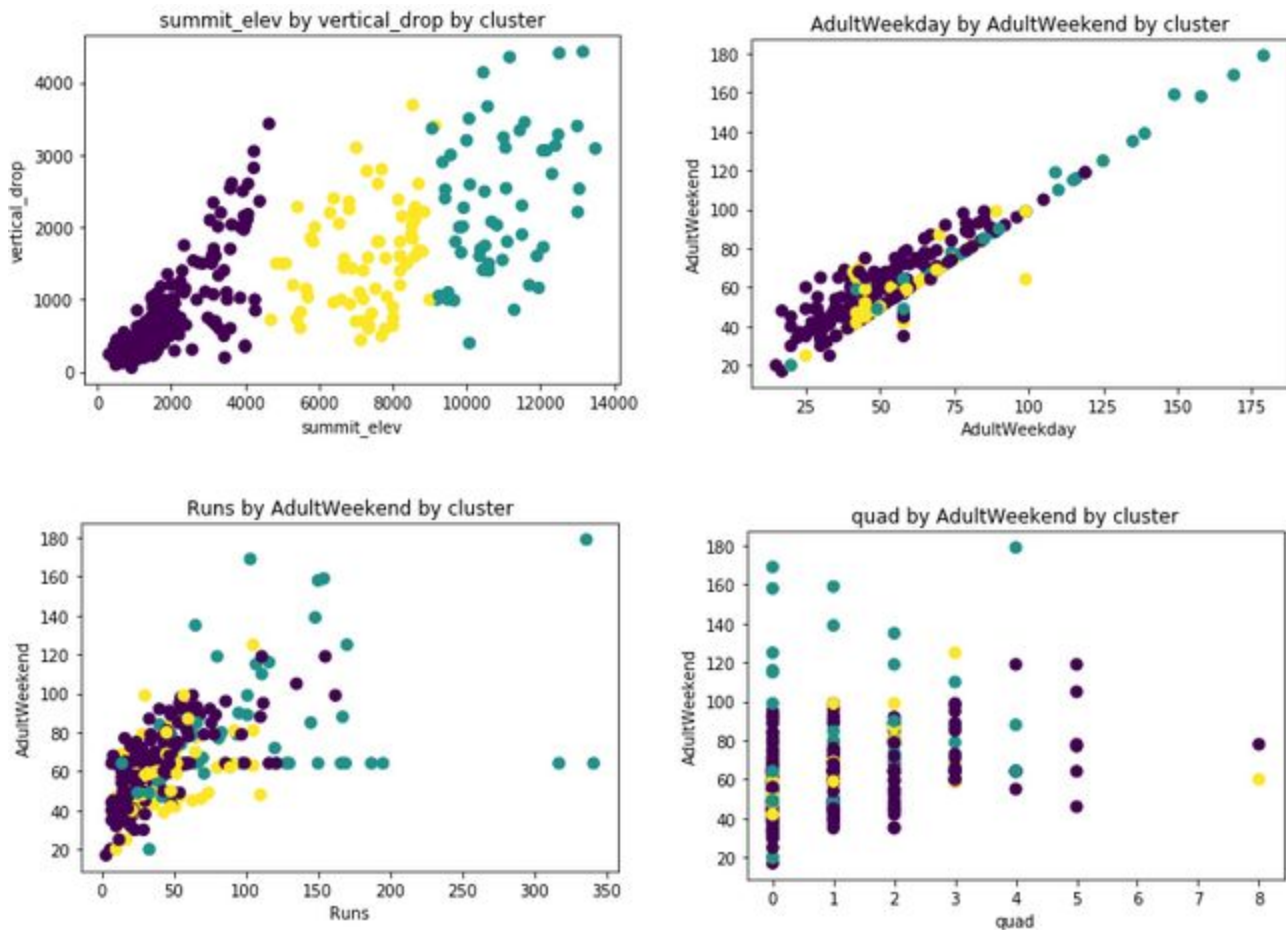 summit_elev by vertical_drop by cluster
4000
3000
2000
1000
0
vertical_drop
0 2000 4000 6000 8000 10000 12000 14000
summit_elev
AdultWeekday by AdultWeekend by cluster
180
160
140
120
100
80
60
40
20
AdultWeekend
25 50 75 100 125 150 175
AdultWeekday
Runs by AdultWeekend by cluster
180
160
140
120
100
80
60
40
20
AdultWeekend
0 50 100 150 200 250 300 350
Runs
quad by AdultWeekend by cluster
180
160
140
120
100
80
60
40
20
AdultWeekend
0 1 2 3 4 5 6 7 8
quad